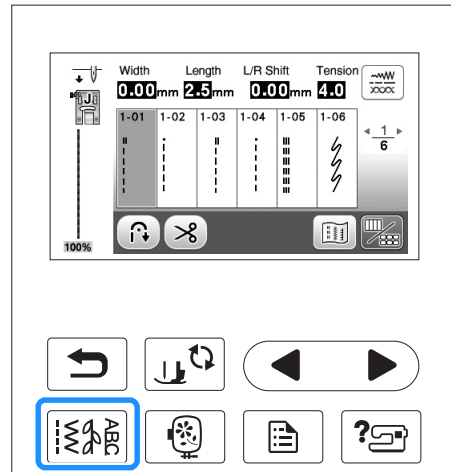 Width Length L/R Shift Tension
0.00mm 2.5mm 0.00mm 4.0
J
1-01 1-02 1-03 1-04 1-05 1-06
1
6
100%
ABC
?